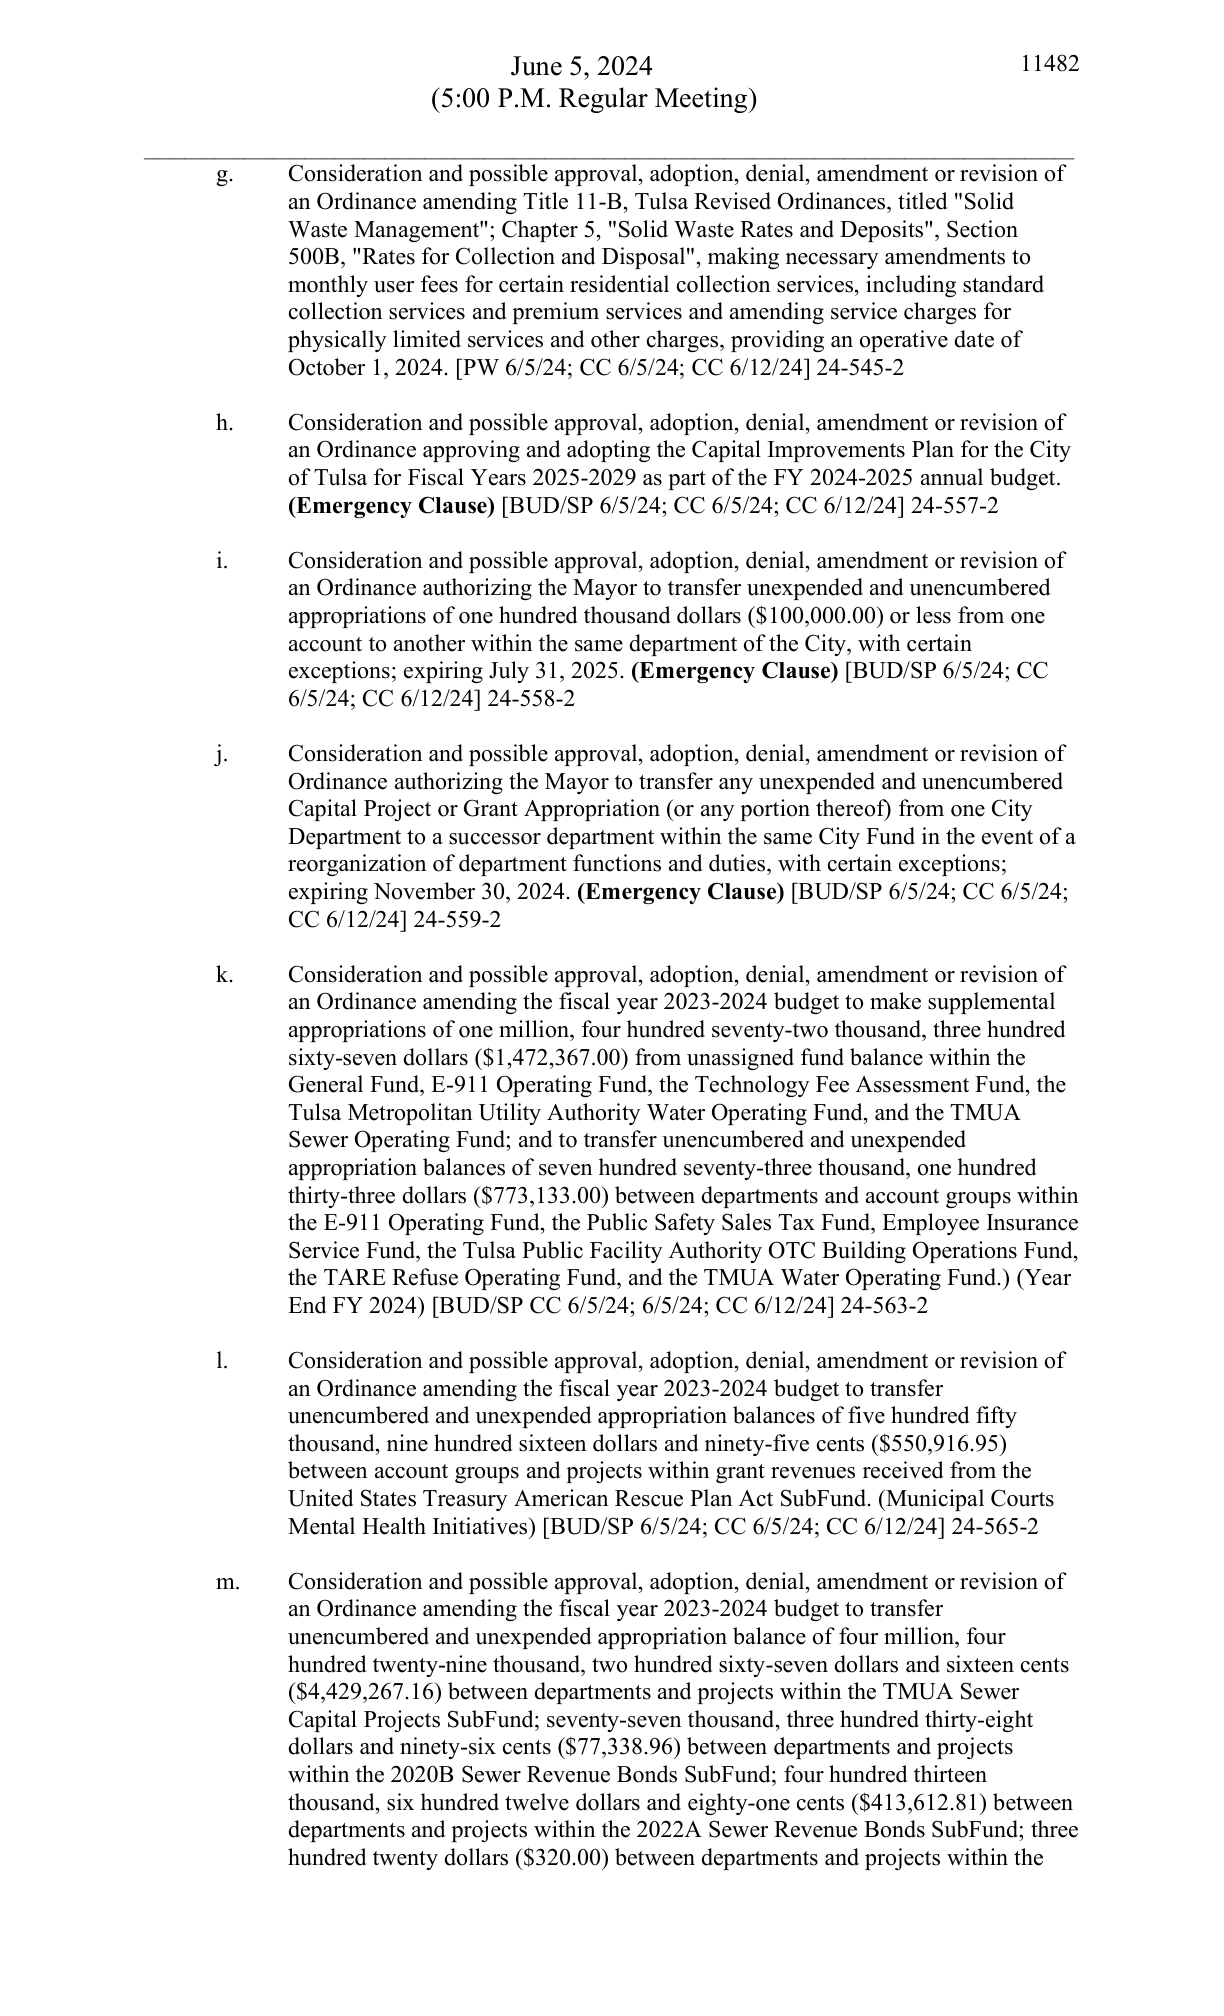 June 5, 2024
11482
(5:00 P.M. Regular Meeting)
g. Consideration and possible approval, adoption, denial, amendment or revision of
an Ordinance amending Title 11-B, Tulsa Revised Ordinances, titled "Solid
Waste Management"; Chapter 5, "Solid Waste Rates and Deposits", Section
500B, "Rates for Collection and Disposal", making necessary amendments to
monthly user fees for certain residential collection services, including standard
collection services and premium services and amending service charges for
physically limited services and other charges, providing an operative date of
October 1, 2024. [PW 6/5/24; CC 6/5/24; CC 6/12/24] 24-545-2
h. Consideration and possible approval, adoption, denial, amendment or revision of
an Ordinance approving and adopting the Capital Improvements Plan for the City
of Tulsa for Fiscal Years 2025-2029 as part of the FY 2024-2025 annual budget.
(Emergency Clause) [BUD/SP 6/5/24; CC 6/5/24; CC 6/12/24] 24-557-2
i. Consideration and possible approval, adoption, denial, amendment or revision of
an Ordinance authorizing the Mayor to transfer unexpended and unencumbered
appropriations of one hundred thousand dollars ($100,000.00) or less from one
account to another within the same department of the City, with certain
exceptions; expiring July 31, 2025. (Emergency Clause) [BUD/SP 6/5/24; CC
6/5/24; CC 6/12/24] 24-558-2
j. Consideration and possible approval, adoption, denial, amendment or revision of
Ordinance authorizing the Mayor to transfer any unexpended and unencumbered
Capital Project or Grant Appropriation (or any portion thereof) from one City
Department to a successor department within the same City Fund in the event of a
reorganization of department functions and duties, with certain exceptions;
expiring November 30, 2024. (Emergency Clause) [BUD/SP 6/5/24; CC 6/5/24;
CC 6/12/24] 24-559-2
k. Consideration and possible approval, adoption, denial, amendment or revision of
an Ordinance amending the fiscal year 2023-2024 budget to make supplemental
appropriations of one million, four hundred seventy-two thousand, three hundred
sixty-seven dollars ($1,472,367.00) from unassigned fund balance within the
General Fund, E-911 Operating Fund, the Technology Fee Assessment Fund, the
Tulsa Metropolitan Utility Authority Water Operating Fund, and the TMUA
Sewer Operating Fund; and to transfer unencumbered and unexpended
appropriation balances of seven hundred seventy-three thousand, one hundred
thirty-three dollars ($773,133.00) between departments and account groups within
the E-911 Operating Fund, the Public Safety Sales Tax Fund, Employee Insurance
Service Fund, the Tulsa Public Facility Authority OTC Building Operations Fund,
the TARE Refuse Operating Fund, and the TMUA Water Operating Fund.) (Year
End FY 2024) [BUD/SP CC 6/5/24; 6/5/24; CC 6/12/24] 24-563-2
l. Consideration and possible approval, adoption, denial, amendment or revision of
an Ordinance amending the fiscal year 2023-2024 budget to transfer
unencumbered and unexpended appropriation balances of five hundred fifty
thousand, nine hundred sixteen dollars and ninety-five cents ($550,916.95)
between account groups and projects within grant revenues received from the
United States Treasury American Rescue Plan Act SubFund. (Municipal Courts
Mental Health Initiatives) [BUD/SP 6/5/24; CC 6/5/24; CC 6/12/24] 24-565-2
m. Consideration and possible approval, adoption, denial, amendment or revision of
an Ordinance amending the fiscal year 2023-2024 budget to transfer
unencumbered and unexpended appropriation balance of four million, four
hundred twenty-nine thousand, two hundred sixty-seven dollars and sixteen cents
($4,429,267.16) between departments and projects within the TMUA Sewer
Capital Projects SubFund; seventy-seven thousand, three hundred thirty-eight
dollars and ninety-six cents ($77,338.96) between departments and projects
within the 2020B Sewer Revenue Bonds SubFund; four hundred thirteen
thousand, six hundred twelve dollars and eighty-one cents ($413,612.81) between
departments and projects within the 2022A Sewer Revenue Bonds SubFund; three
hundred twenty dollars ($320.00) between departments and projects within the